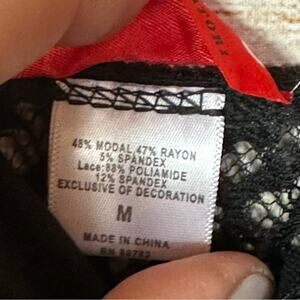 48% MODAL,47% RAYON
5% SPANDEX
Lace:88% POLIAMIDE
12% SPANDEX
EXCLUSIVE OF DECORATION
M
MADE IN CHINA